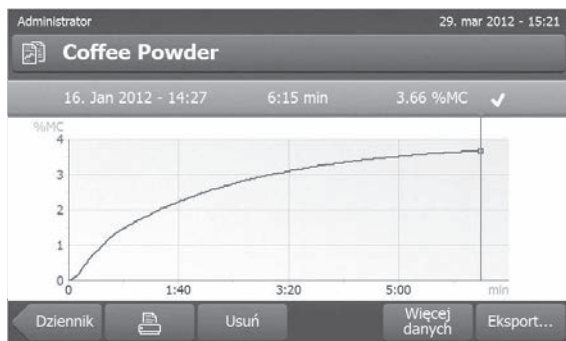 Administrator 29. mar 2012 - 15:21
Coffee Powder
16. Jan 2012 - 14:27 6:15 min 3.66 %MC
%MC
4
3
2
1
0
0 1:40 3:20 5:00 min
Dziennik Usuń Więcej danych Eksport...